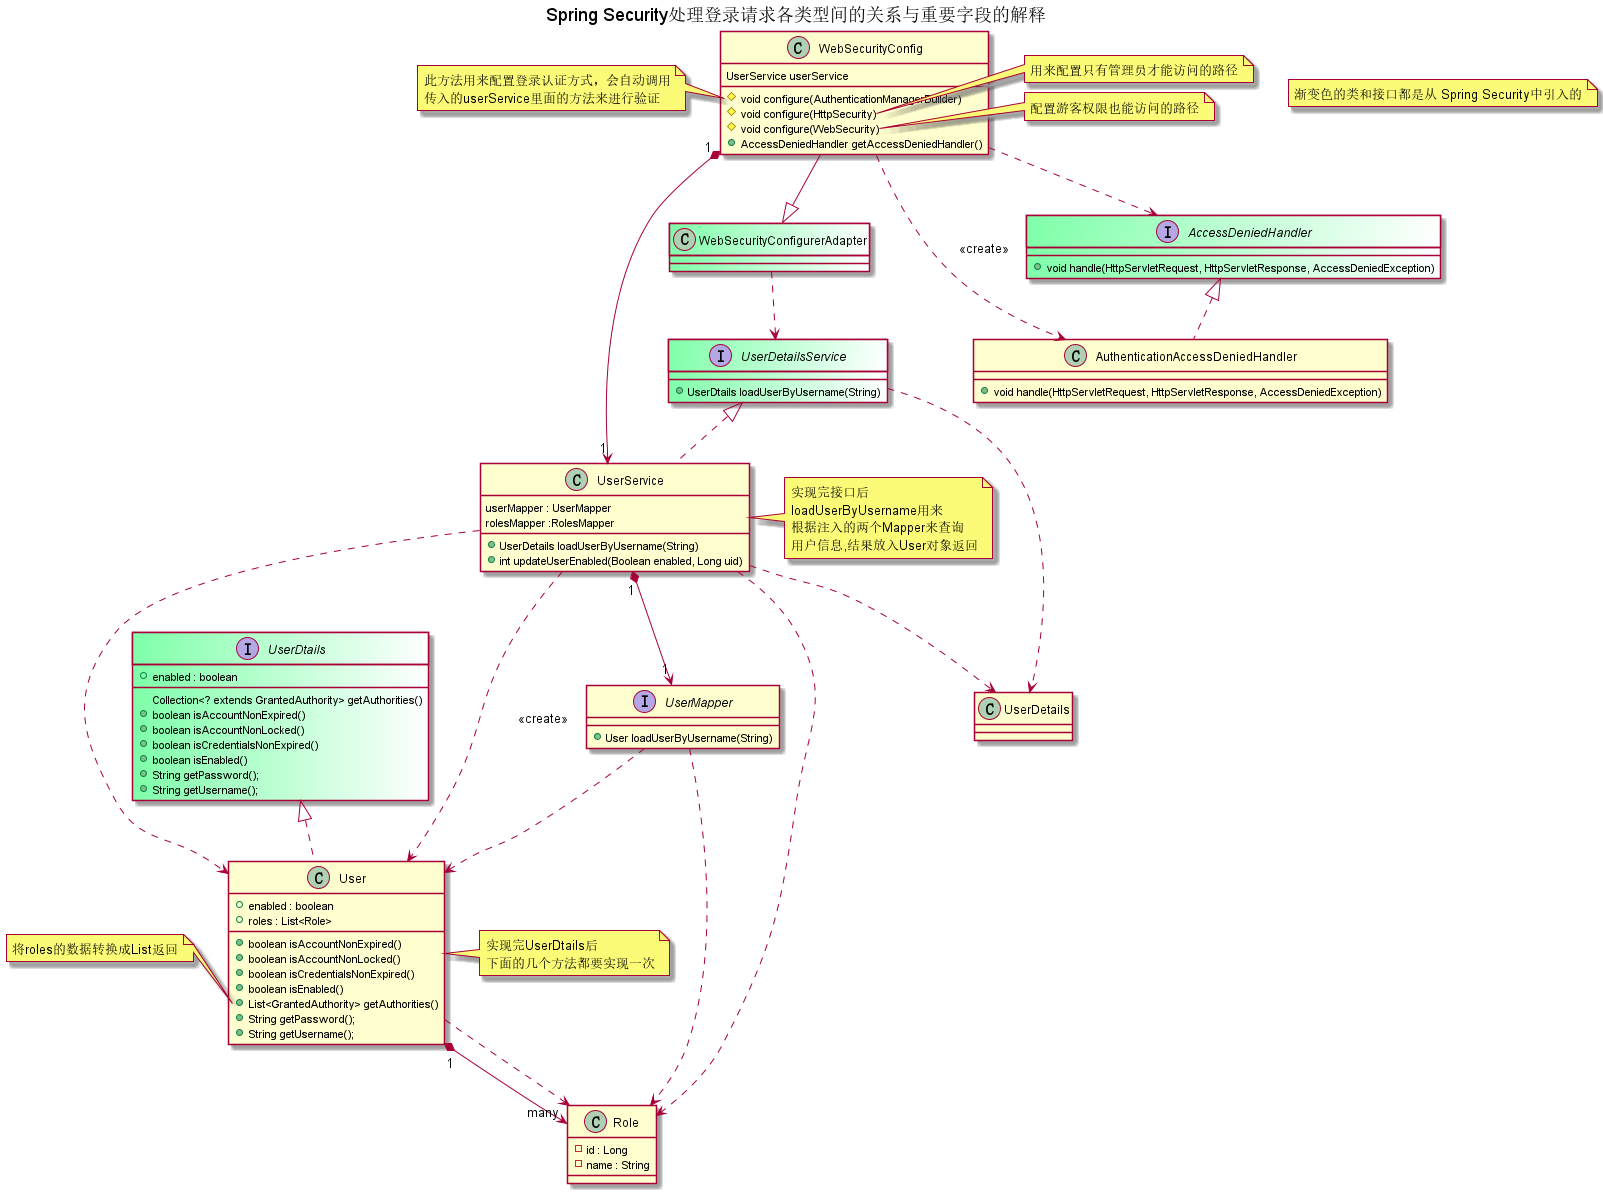 Spring Security处理登录请求各类型间的关系与重要字段的解释
C WebSecurityConfig
UserService userService
void configure(AuthenticationManagerBuilder)
void configure(HttpSecurity)
void configure(WebSecurity)
AccessDeniedHandler getAccessDeniedHandler()
此方法用来配置登录认证方式，会自动调用
传入的userService里面的方法来进行验证
用来配置只有管理员才能访问的路径
配置游客权限也能访问的路径
渐变色的类和接口都是从 Spring Security中引入的
1
C WebSecurityConfigurerAdapter
«create»
I AccessDeniedHandler
void handle(HttpServletRequest, HttpServletResponse, AccessDeniedException)
I UserDetailsService
UserDtails loadUserByUsername(String)
C AuthenticationAccessDeniedHandler
void handle(HttpServletRequest, HttpServletResponse, AccessDeniedException)
1
C UserService
userMapper : UserMapper
rolesMapper :RolesMapper
UserDetails loadUserByUsername(String)
int updateUserEnabled(Boolean enabled, Long uid)
实现完接口后
loadUserByUsername用来
根据注入的两个Mapper来查询
用户信息,结果放入User对象返回
1
I UserDtails
enabled : boolean
Collection<? extends GrantedAuthority> getAuthorities()
boolean isAccountNonExpired()
boolean isAccountNonLocked()
boolean isCredentialsNonExpired()
boolean isEnabled()
String getPassword();
String getUsername();
«create»
1
I UserMapper
User loadUserByUsername(String)
C UserDetails
C User
enabled : boolean
roles : List<Role>
boolean isAccountNonExpired()
boolean isAccountNonLocked()
boolean isCredentialsNonExpired()
boolean isEnabled()
List<GrantedAuthority> getAuthorities()
String getPassword();
String getUsername();
将roles的数据转换成List返回
实现完UserDtails后
下面的几个方法都要实现一次
1
many
C Role
id : Long
name : String